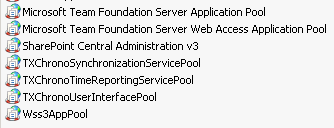 Microsoft Team Foundation Server Application Pool
Microsoft Team Foundation Server Web Access Application Pool
SharePoint Central Administration v3
TXChronoSynchronizationServicePool
TXChronoTimeReportingServicePool
TXChronoUserInterfacePool
Wss3AppPool